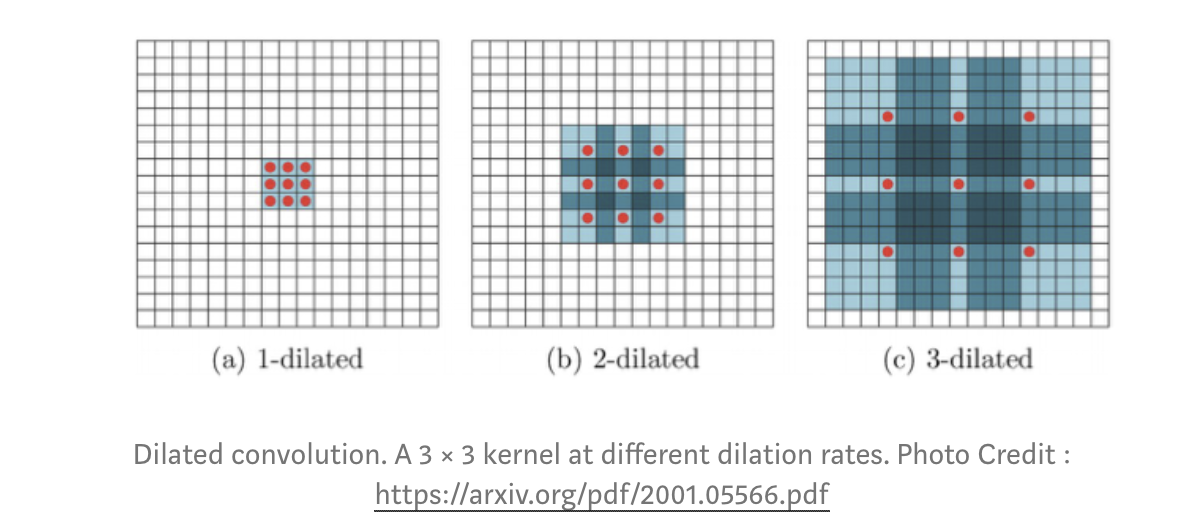 (a) 1-dilated
(b) 2-dilated
(c) 3-dilated
Dilated convolution. A 3 × 3 kernel at different dilation rates. Photo Credit :
https://arxiv.org/pdf/2001.05566.pdf